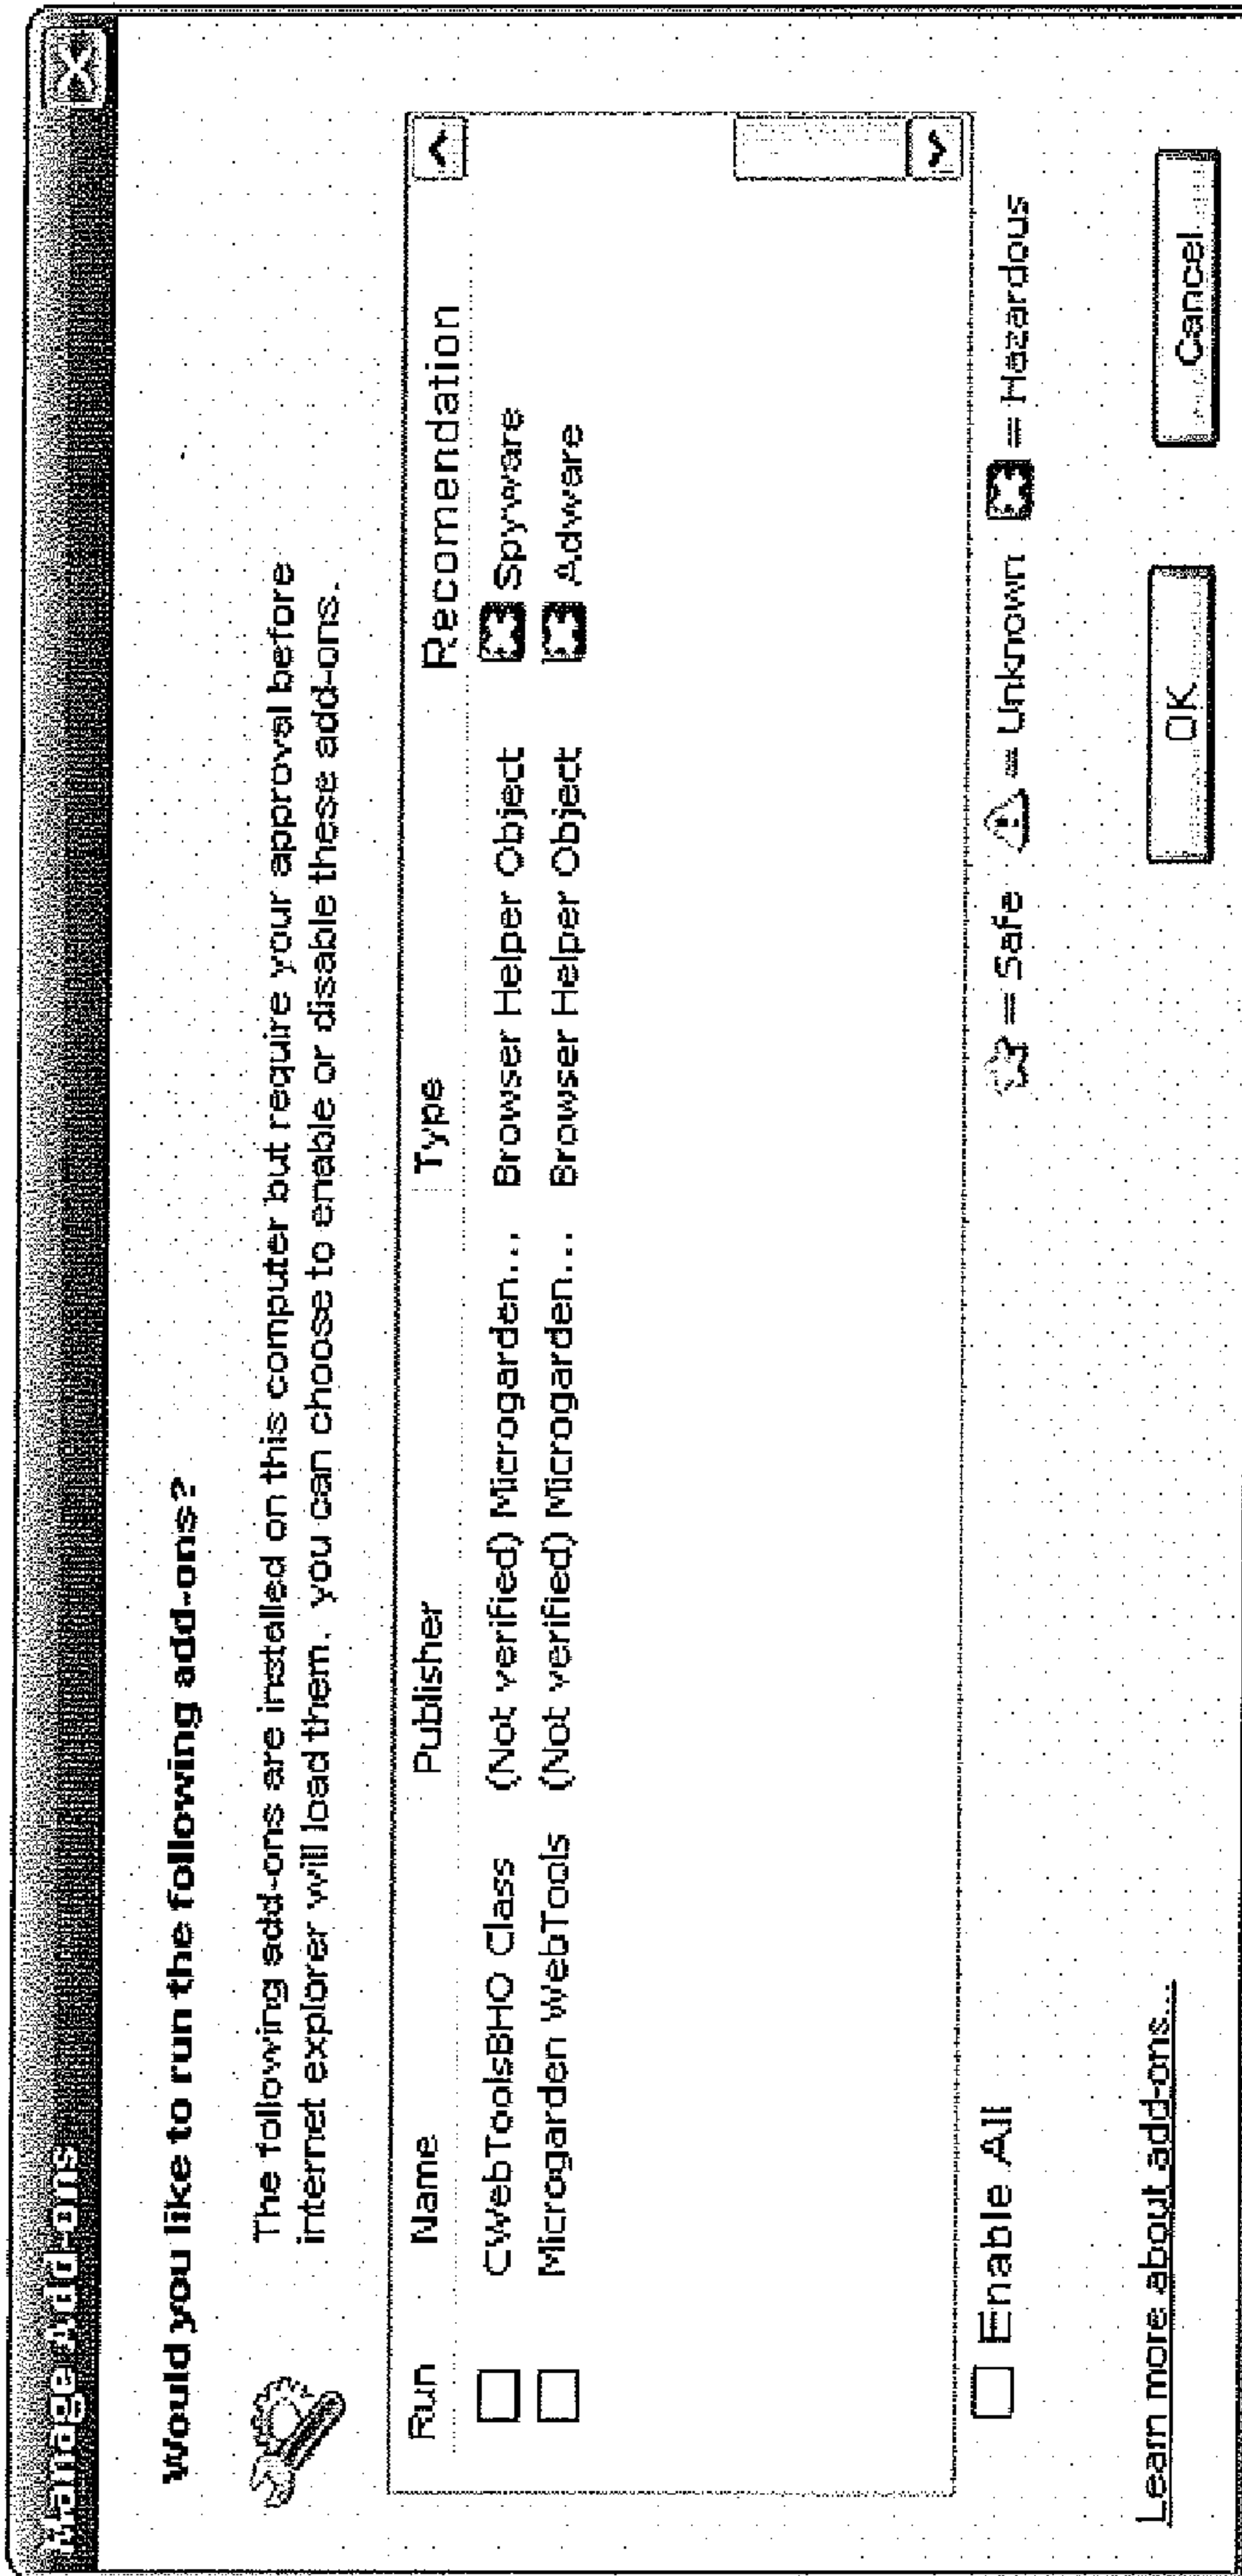 Manage Add-ons
Would you like to run the following add-ons?
The following add-ons are installed on this computer but require your approval before
internet explorer will load them. you can choose to enable or disable these add-ons.
Run Name Publisher Type Recomendation
CWebToolsBHO Class (Not verified) Microgarden... Browser Helper Object Spyware
Microgarden WebTools (Not verified) Microgarden... Browser Helper Object Adware
Enable All = Safe = Unknown = Hazardous
Learn more about add-ons... OK Cancel